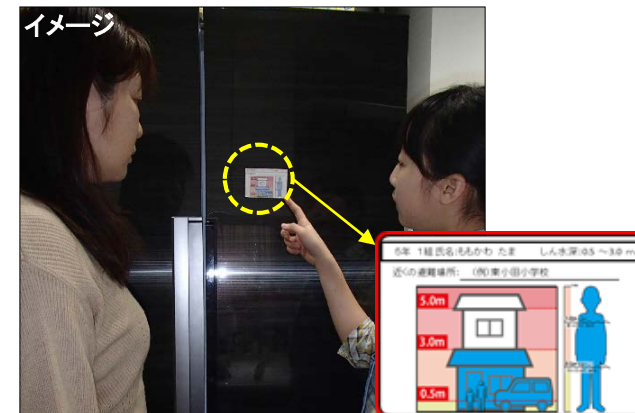 イメージ
5年 1組 氏名:ももかわ たま しん水深:0.5 ～3.0 m
近くの避難場所: (例)東小田小学校
5.0m
3.0m
0.5m